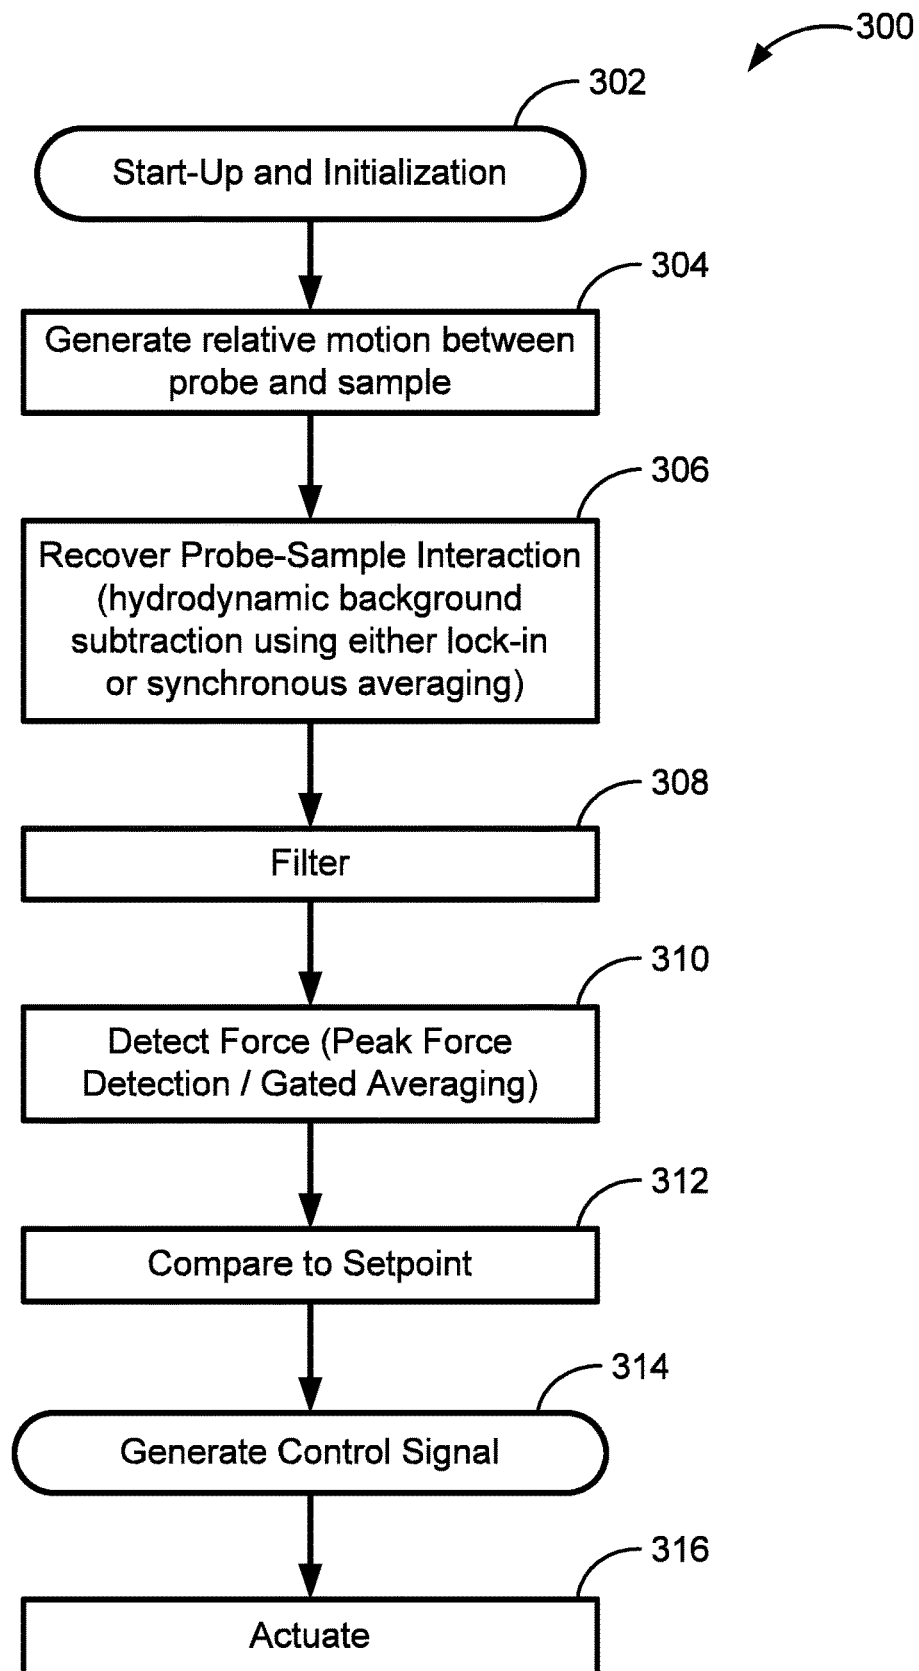 300
302
Start-Up and Initialization
304
Generate relative motion between
probe and sample
306
Recover Probe-Sample Interaction
(hydrodynamic background
subtraction using either lock-in
or synchronous averaging)
308
Filter
310
Detect Force (Peak Force
Detection / Gated Averaging)
312
Compare to Setpoint
314
Generate Control Signal
316
Actuate